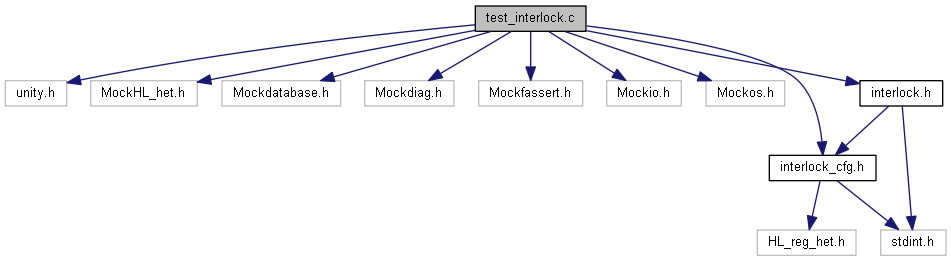 test_interlock.c
unity.h
MockHL_het.h
Mockdatabase.h
Mockdiag.h
Mockfassert.h
Mockio.h
Mockos.h
interlock.h
interlock_cfg.h
HL_reg_het.h
stdint.h